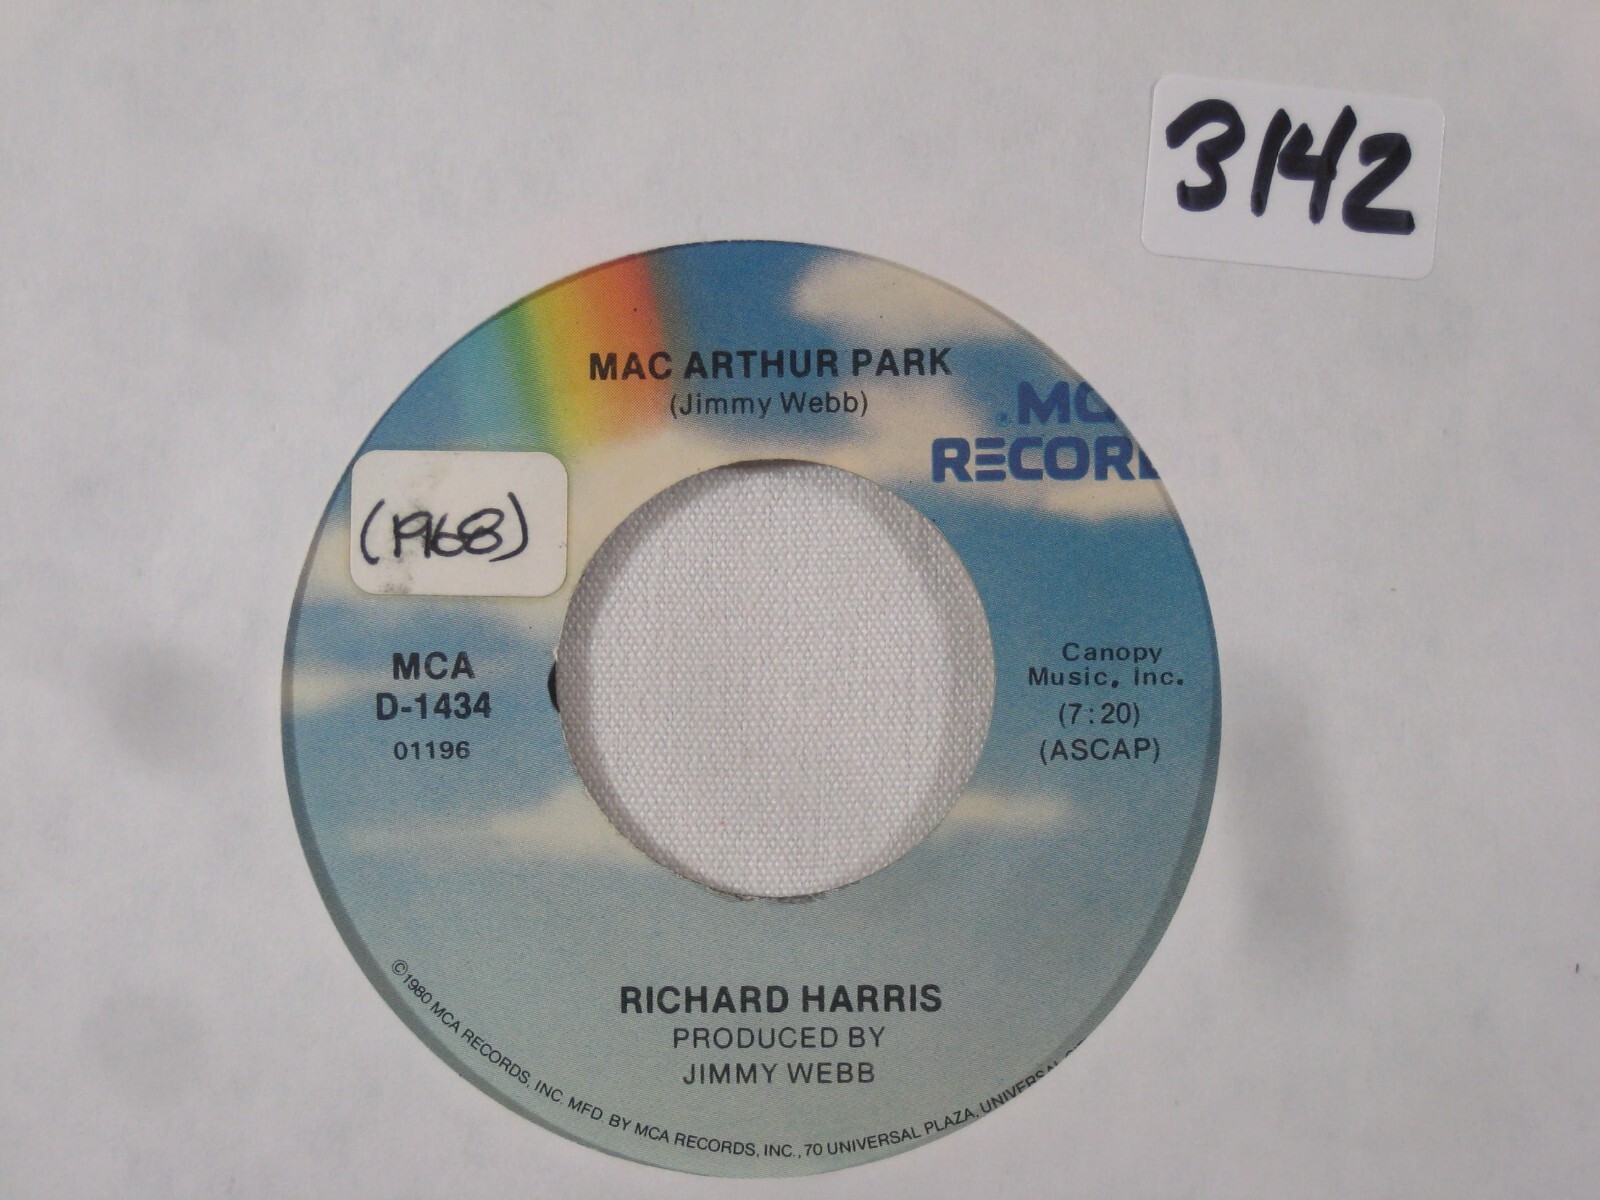 3142
MAC ARTHUR PARK
(Jimmy Webb)
MC
RECORD
(1968)
MCA
D-1434
01196
Canopy
Music, Inc.
(7:20)
(ASCAP)
RICHARD HARRIS
PRODUCED BY
JIMMY WEBB
©1980 MCA RECORDS, INC. MFD. BY MCA RECORDS, INC., 70 UNIVERSAL PLAZA, UNIVERSAL